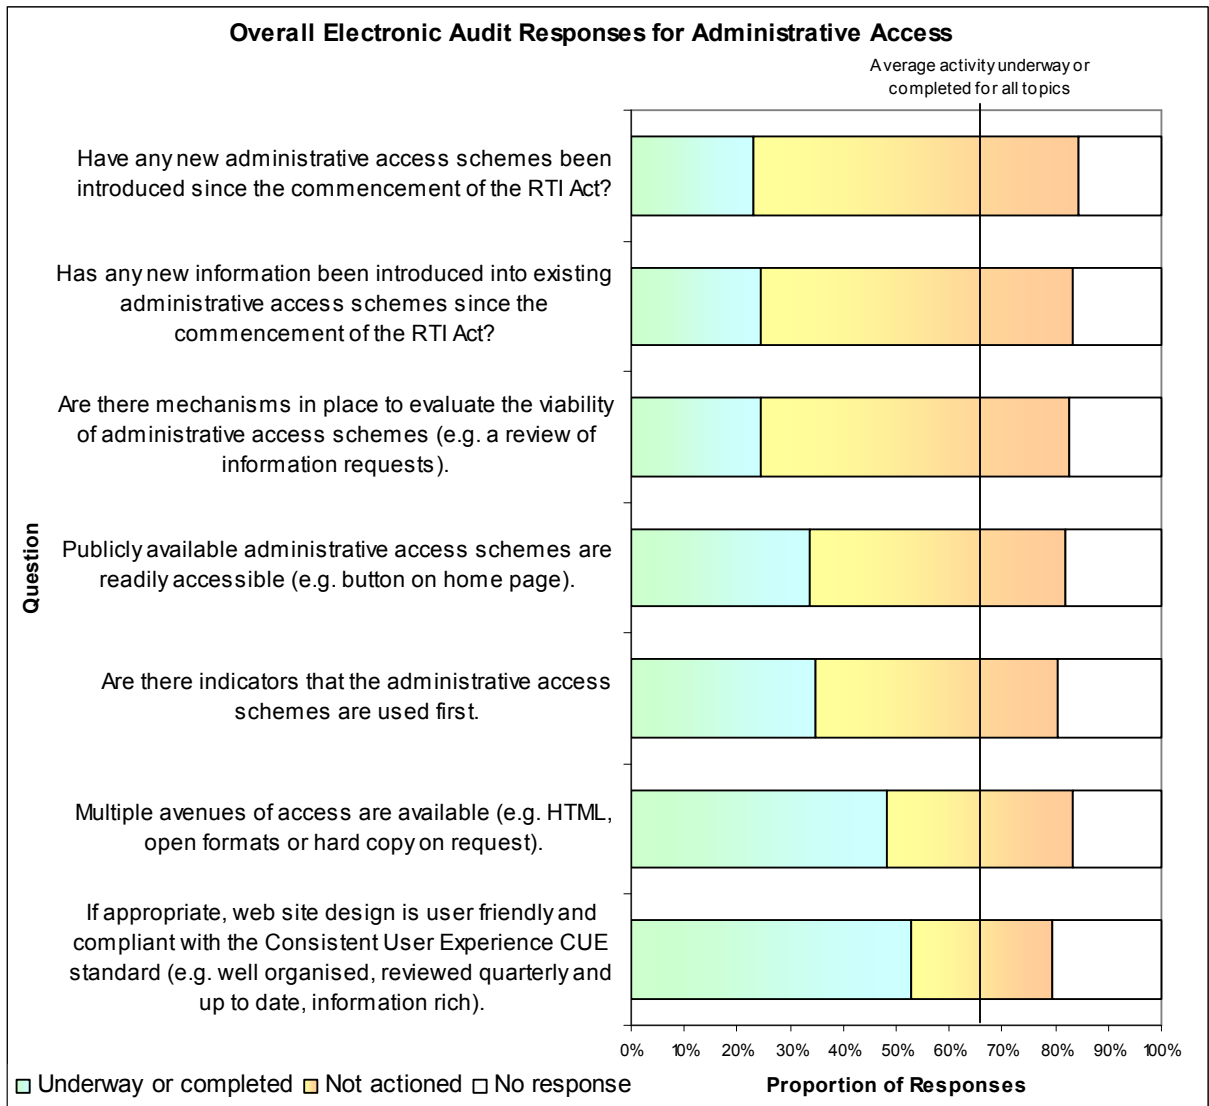 Overall Electronic Audit Responses for Administrative Access
Average activity underway or
completed for all topics
Have any new administrative access schemes been
introduced since the commencement of the RTI Act?
Has any new information been introduced into existing
administrative access schemes since the
commencement of the RTI Act?
Are there mechanisms in place to evaluate the viability
of administrative access schemes (e.g. a review of
information requests).
Question
Publicly available administrative access schemes are
readily accessible (e.g. button on home page).
Are there indicators that the administrative access
schemes are used first.
Multiple avenues of access are available (e.g. HTML,
open formats or hard copy on request).
If appropriate, web site design is user friendly and
compliant with the Consistent User Experience CUE
standard (e.g. well organised, reviewed quarterly and
up to date, information rich).
0% 10% 20% 30% 40% 50% 60% 70% 80% 90% 100%
Underway or completed Not actioned No response
Proportion of Responses